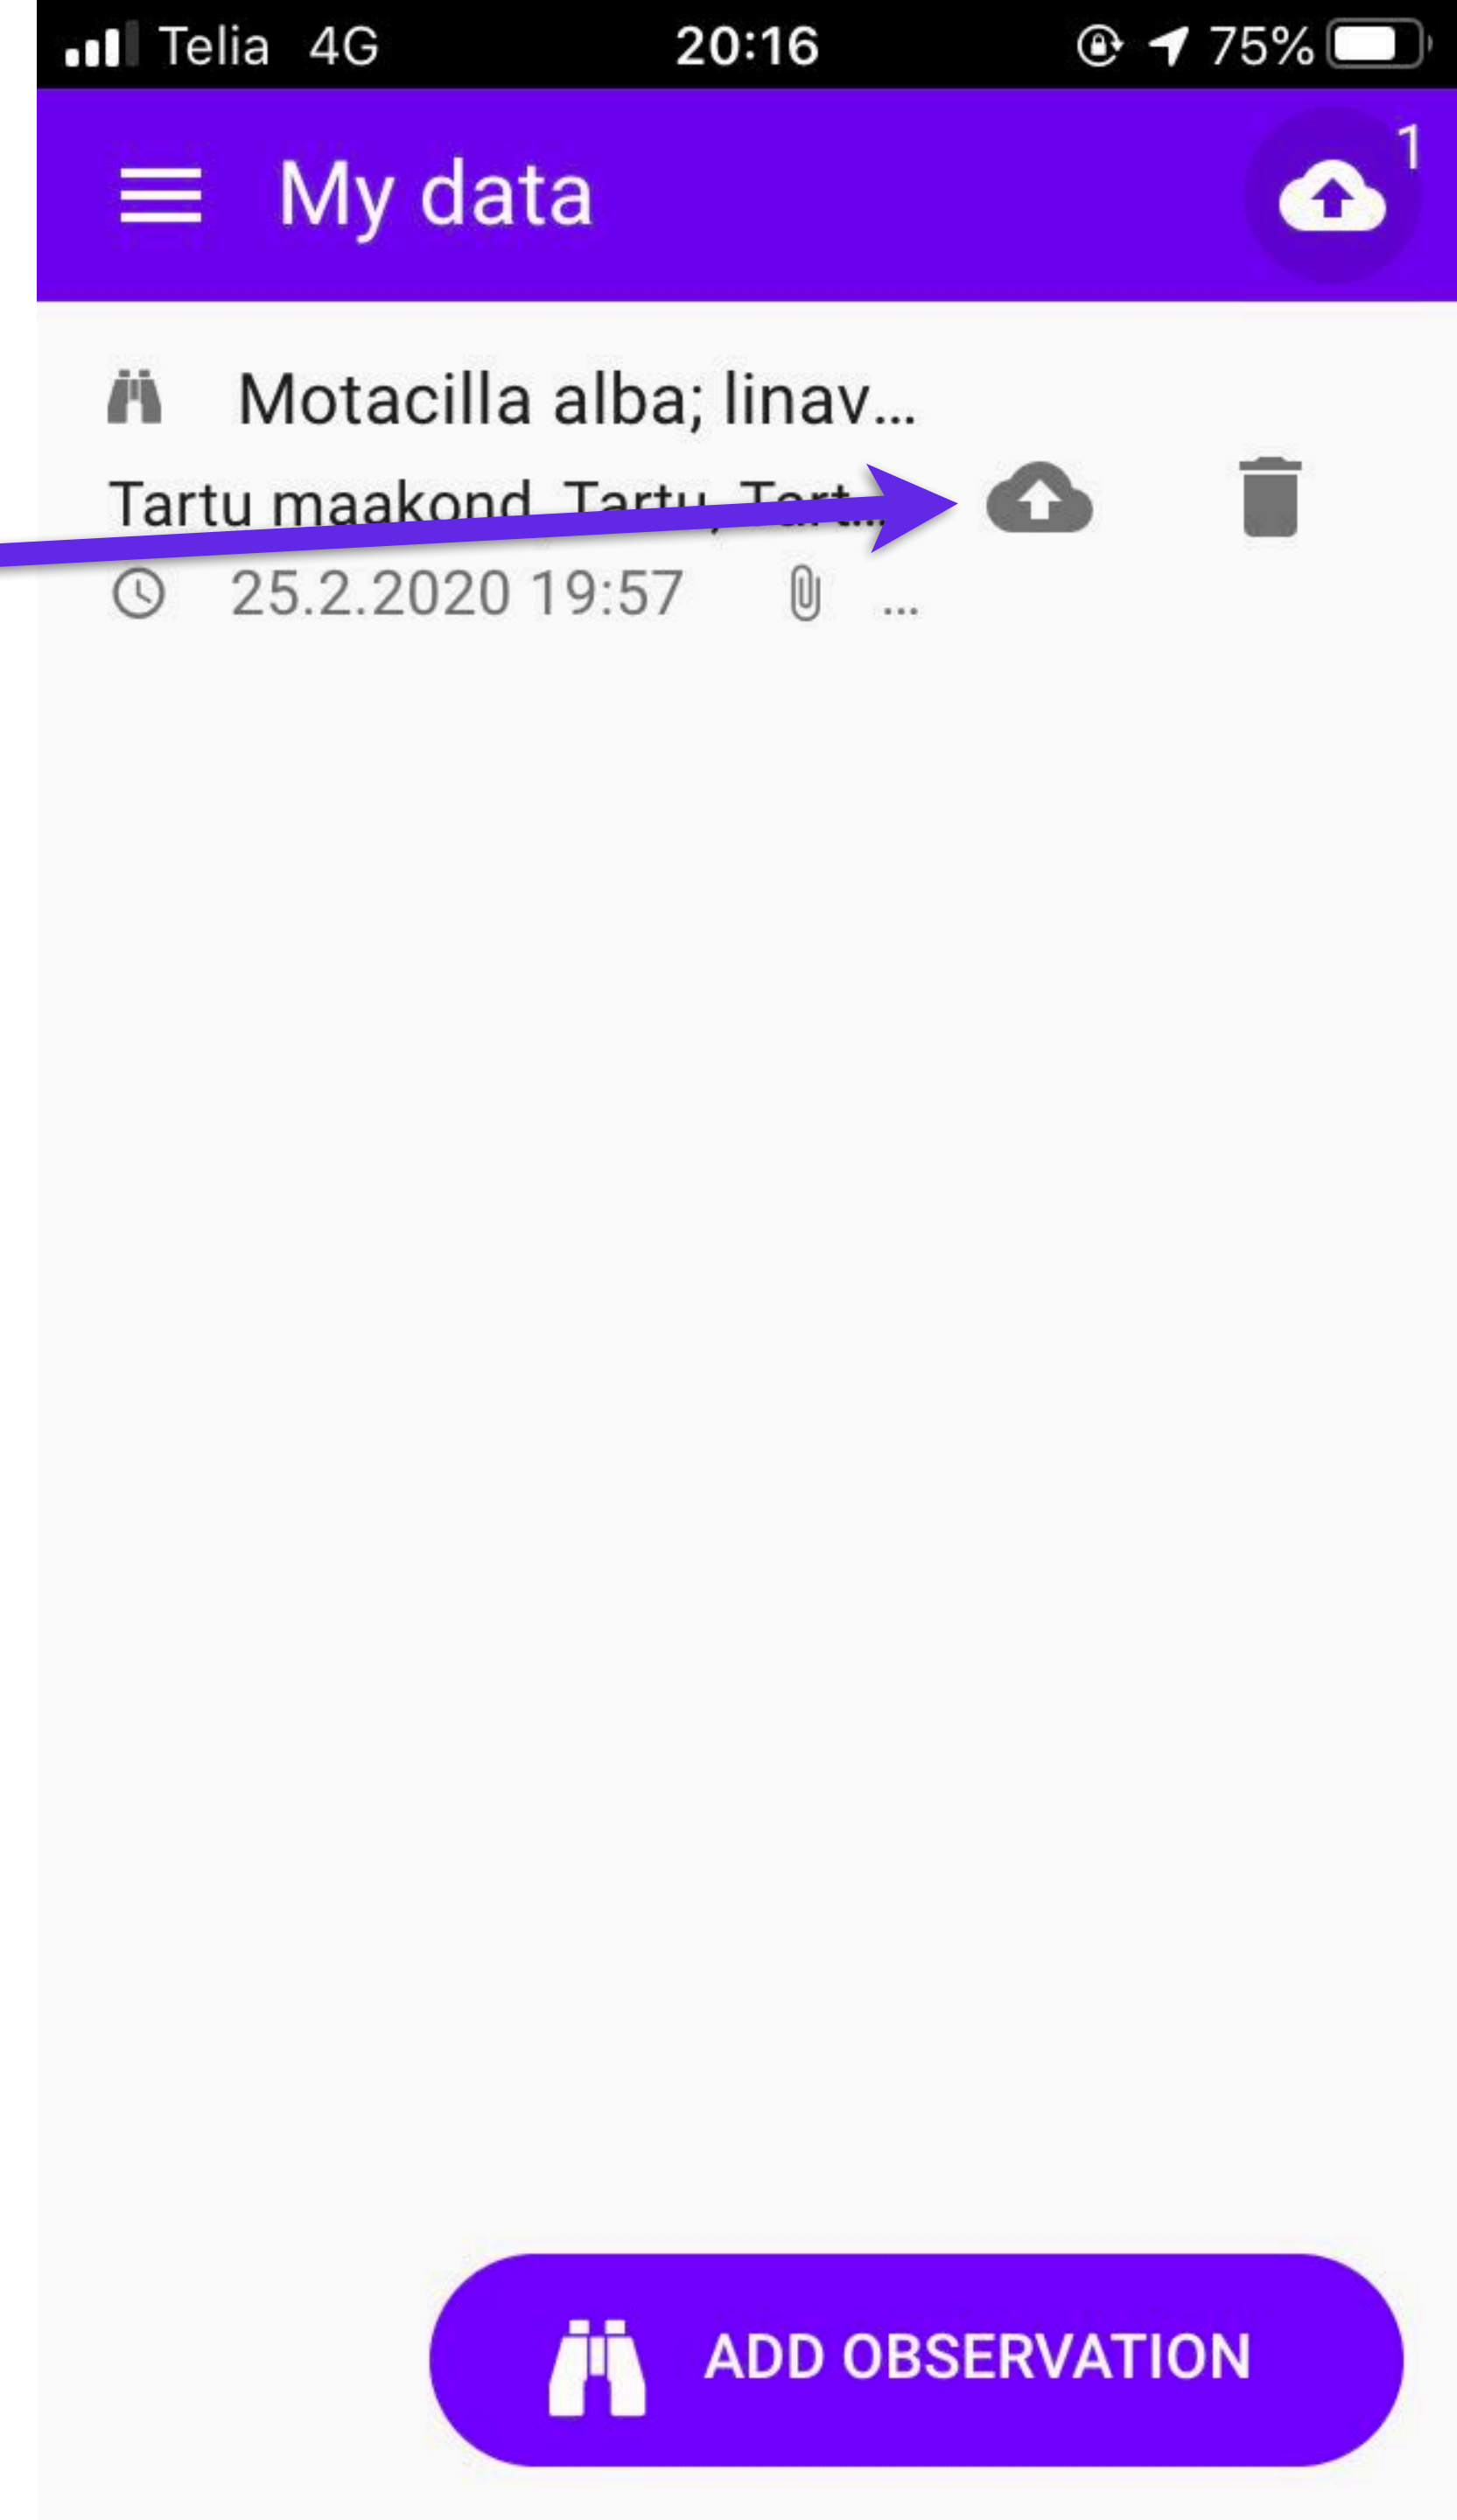 Telia 4G 20:16 75%
My data 1
Motacilla alba; linav...
Tartu maakond, Tartu, Tart...
25.2.2020 19:57 ...
ADD OBSERVATION